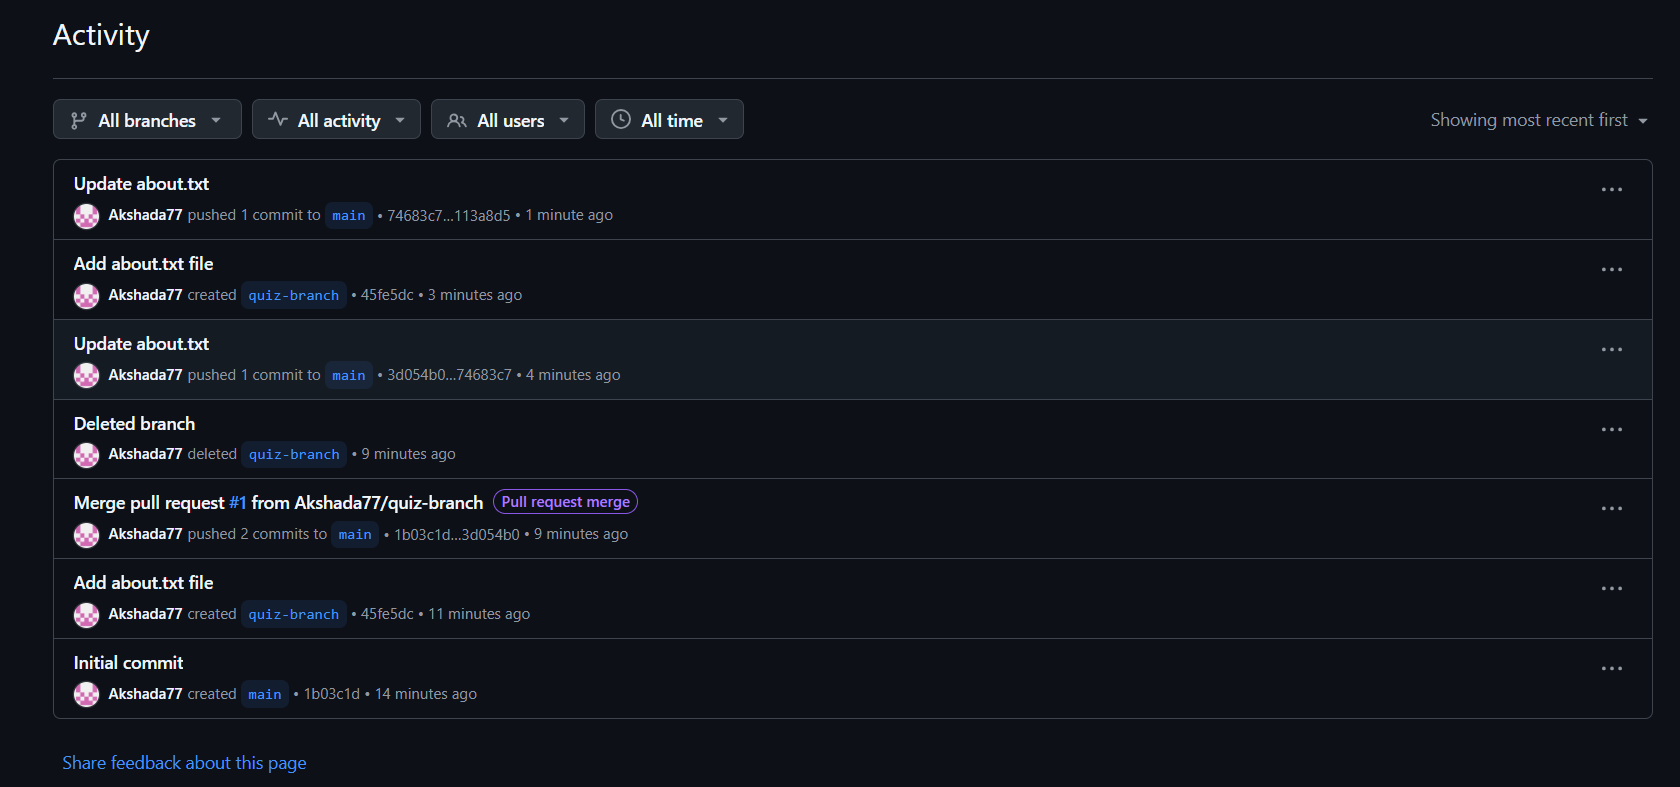 Activity
All branches All activity All users All time Showing most recent first
Update about.txt
Akshada77 pushed 1 commit to main • 74683c7...113a8d5 • 1 minute ago
Add about.txt file
Akshada77 created quiz-branch • 45fe5dc • 3 minutes ago
Update about.txt
Akshada77 pushed 1 commit to main • 3d054b0...74683c7 • 4 minutes ago
Deleted branch
Akshada77 deleted quiz-branch • 9 minutes ago
Merge pull request #1 from Akshada77/quiz-branch Pull request merge
Akshada77 pushed 2 commits to main • 1b03c1d...3d054b0 • 9 minutes ago
Add about.txt file
Akshada77 created quiz-branch • 45fe5dc • 11 minutes ago
Initial commit
Akshada77 created main • 1b03c1d • 14 minutes ago
Share feedback about this page